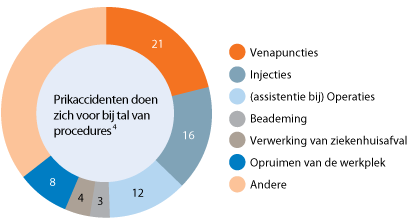 21
16
12
3
4
8
Prikaccidenten doen
zich voor bij tal van
procedures4
Venapuncties
Injecties
(assistentie bij) Operaties
Beademing
Verwerking van ziekenhuisafval
Opruimen van de werkplek
Andere